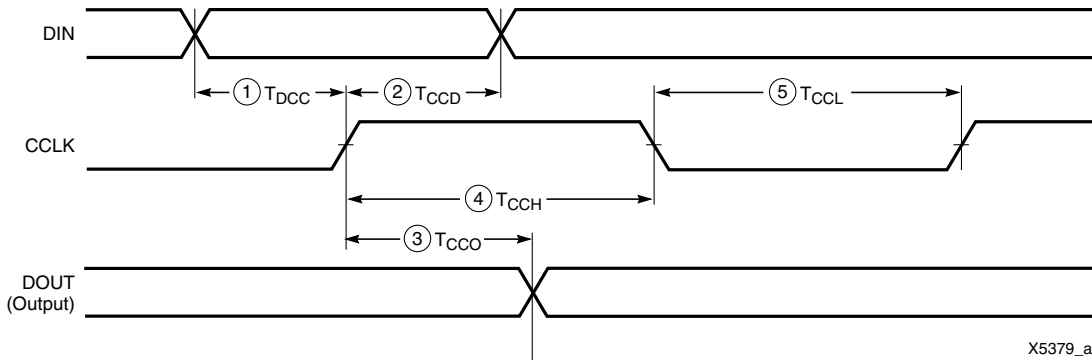 DIN
1 TDCC
2 TCCD
5 TCCL
CCLK
4 TCCH
3 TCCO
DOUT
(Output)
X5379_a